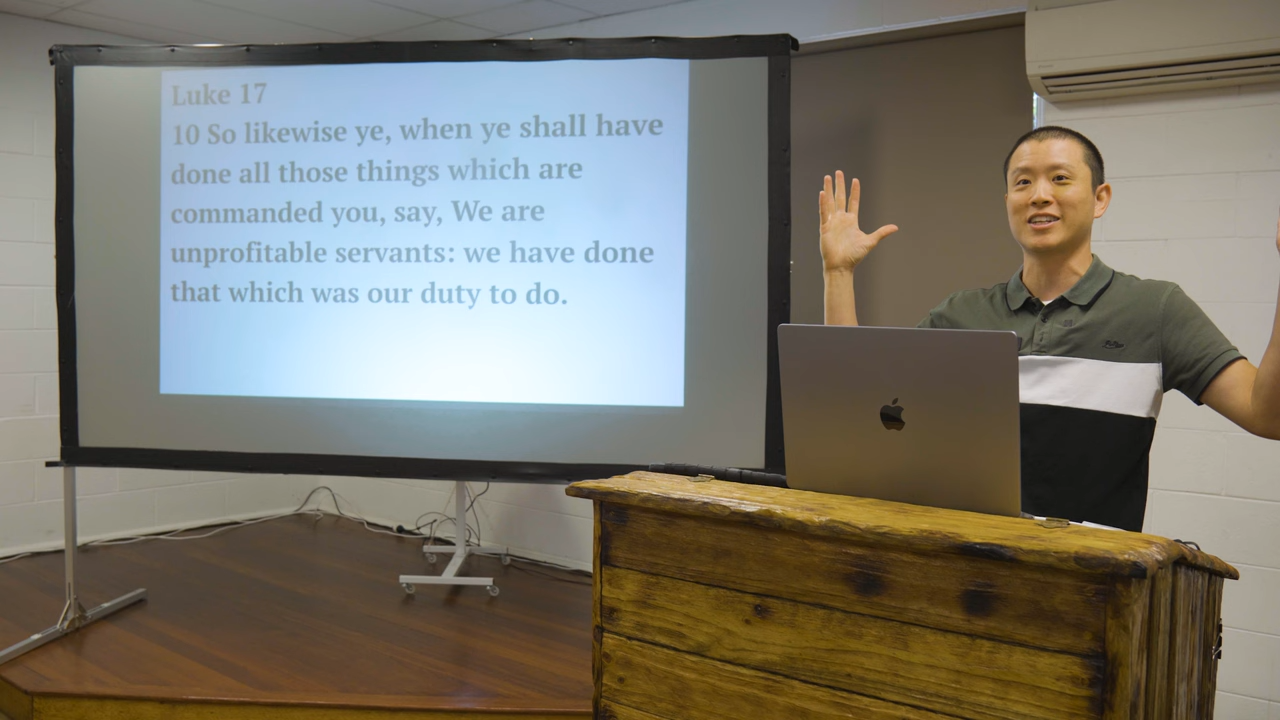 Luke 17
10 So likewise ye, when ye shall have
done all those things which are
commanded you, say, We are
unprofitable servants: we have done
that which was our duty to do.